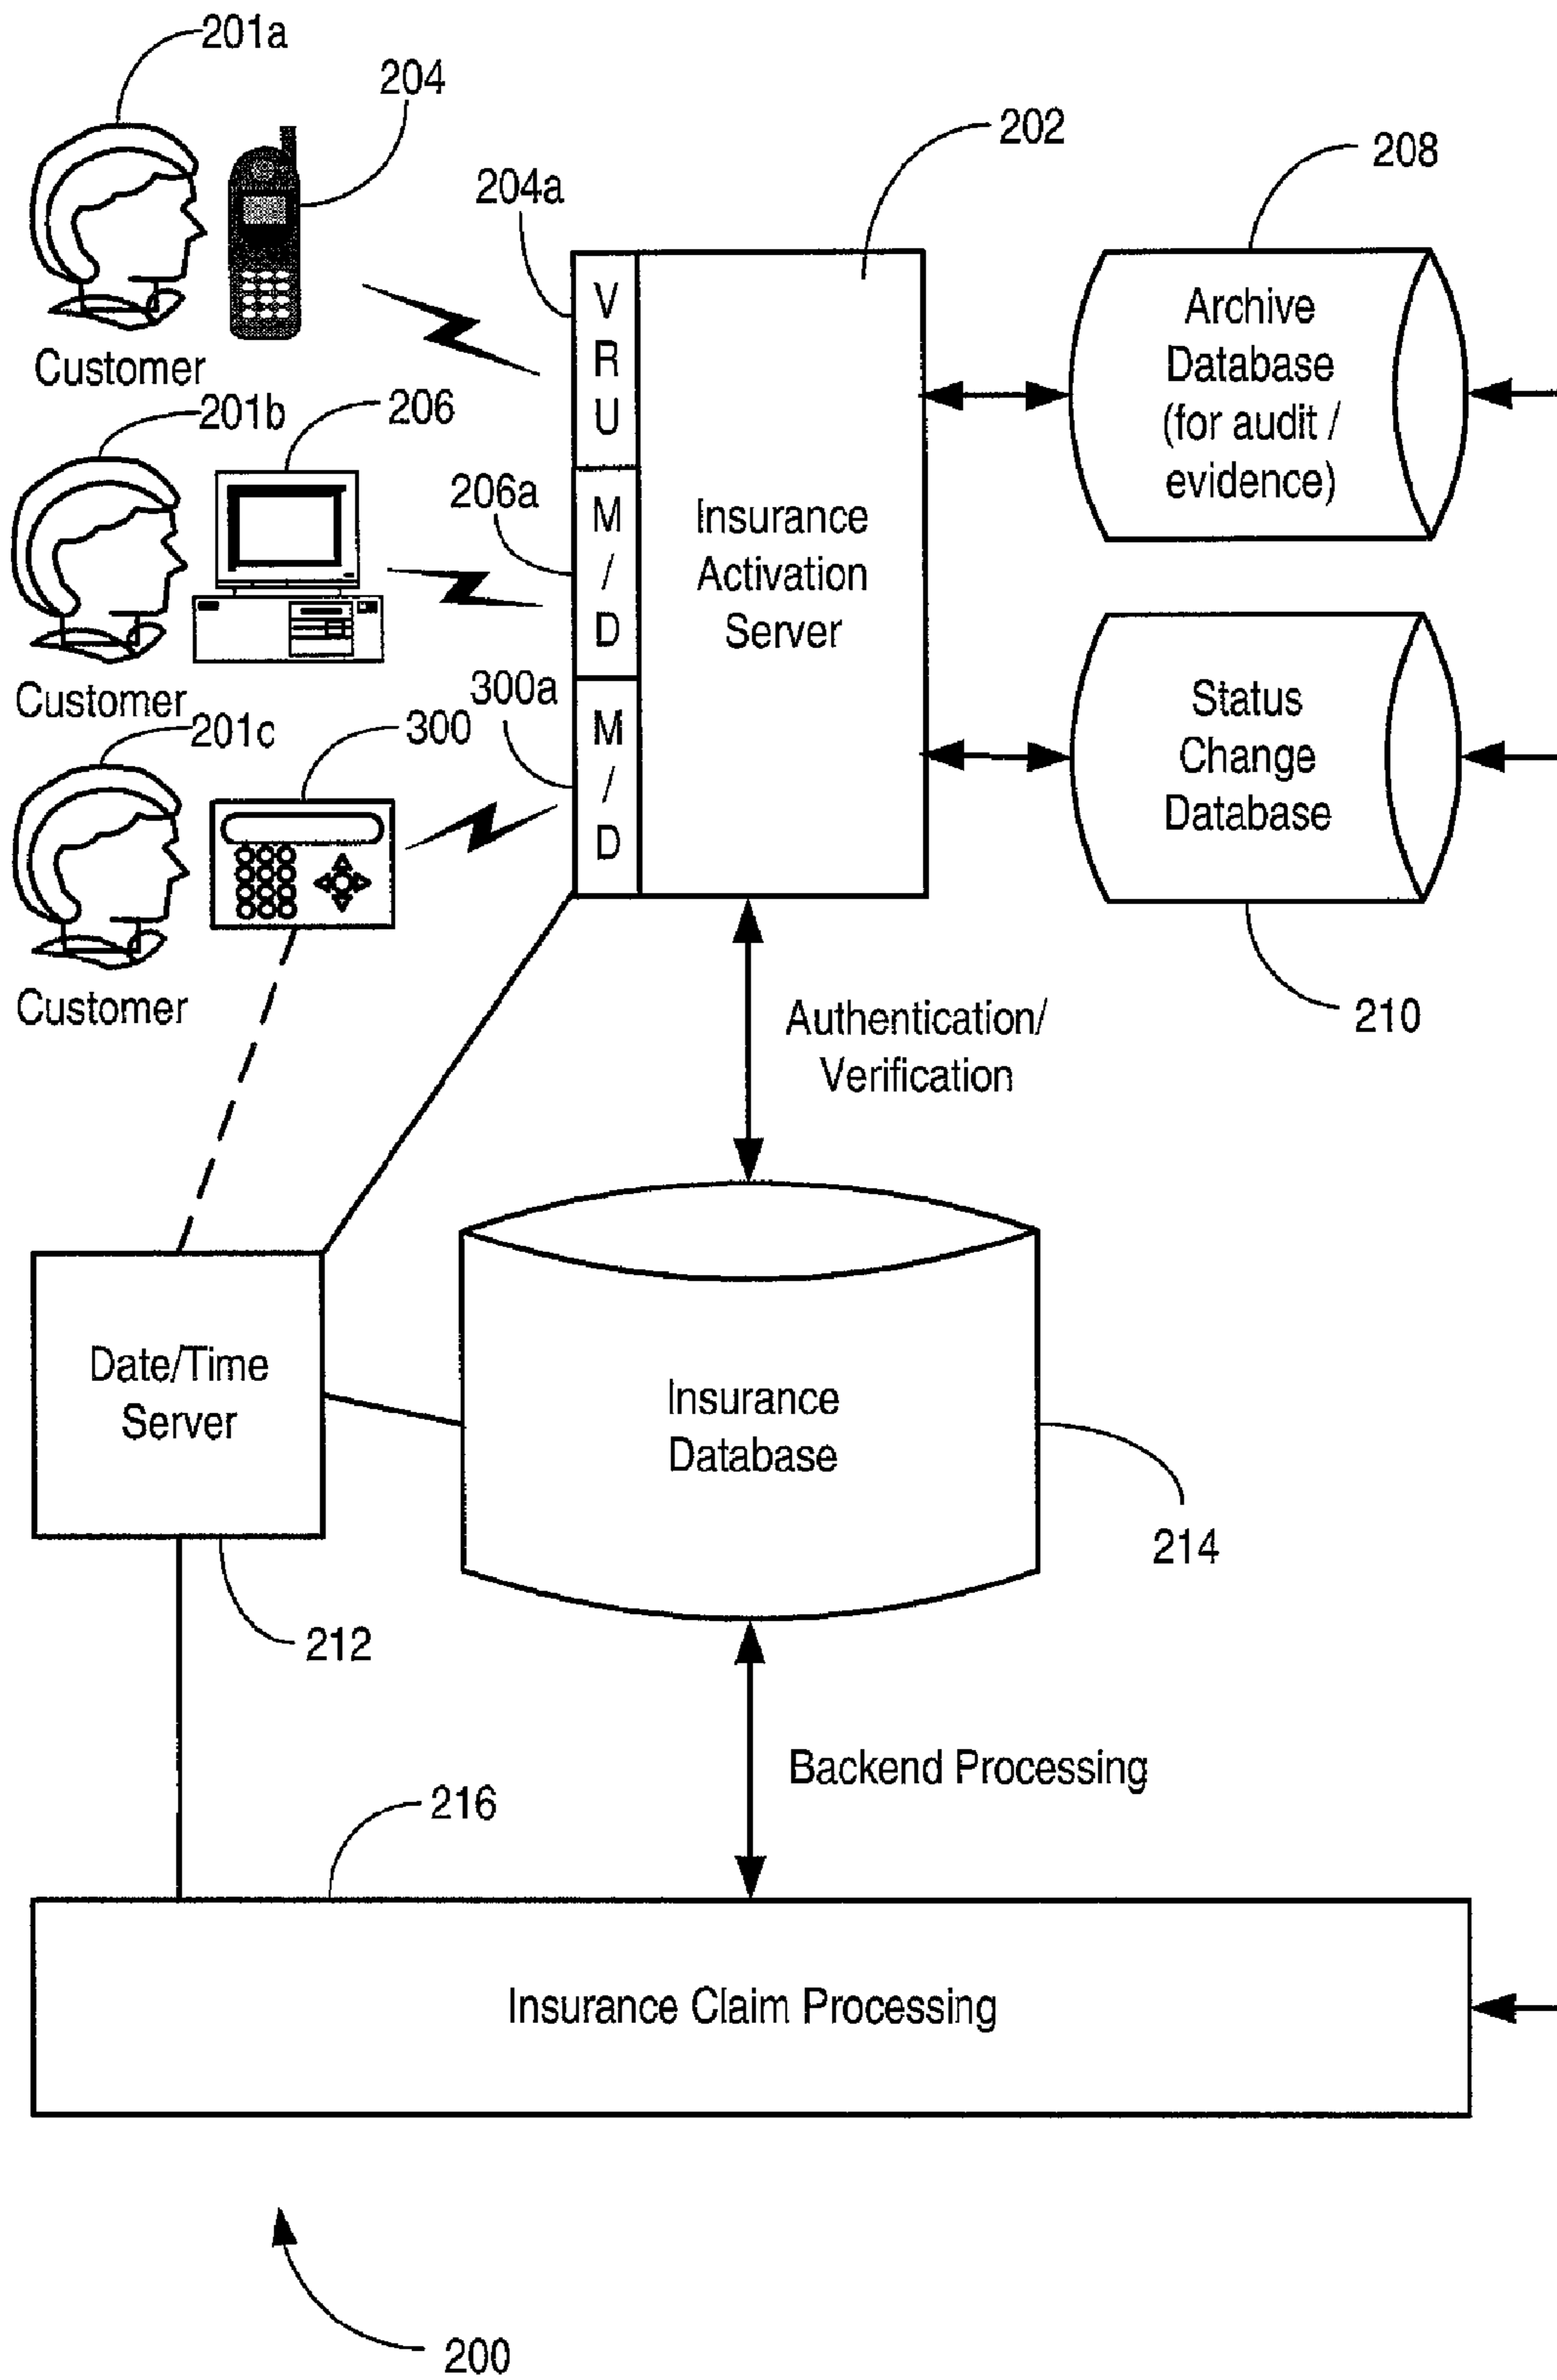 201a
204
202
208
204a
V
R
U
Archive
Database
(for audit /
evidence)
Customer
201b
206
206a
M
/
D
Insurance
Activation
Server
Customer
201c
300
300a
M
/
D
Status
Change
Database
Customer
210
Authentication/
Verification
Date/Time
Server
Insurance
Database
214
212
Backend Processing
216
Insurance Claim Processing
200